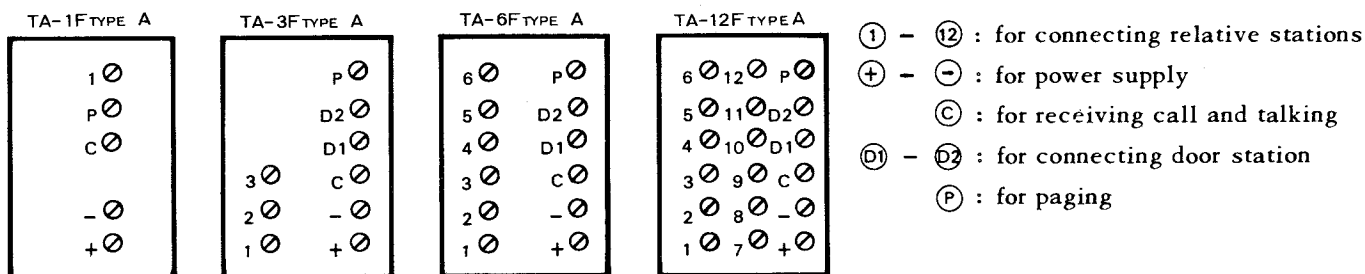 TA-1F TYPE A TA-3F TYPE A TA-6F TYPE A TA-12F TYPE A
1
P
C
-
+
P
D2
D1
3 C
2 -
1 +
6 P
5 D2
4 D1
3 C
2 -
1 +
6 12 P
5 11 D2
4 10 D1
3 9 C
2 8 -
1 7 +
1 - 12 : for connecting relative stations
+ - - : for power supply
C : for receiving call and talking
D1 - D2 : for connecting door station
P : for paging